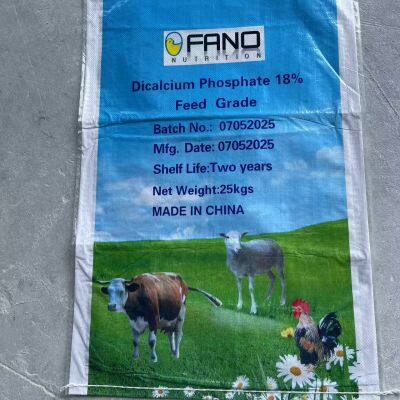 FANO
NUTRITION
Dicalcium Phosphate 18%
Feed Grade
Batch No.: 07052025
Mfg. Date: 07052025
Shelf Life:Two years
Net Weight:25kgs
MADE IN CHINA